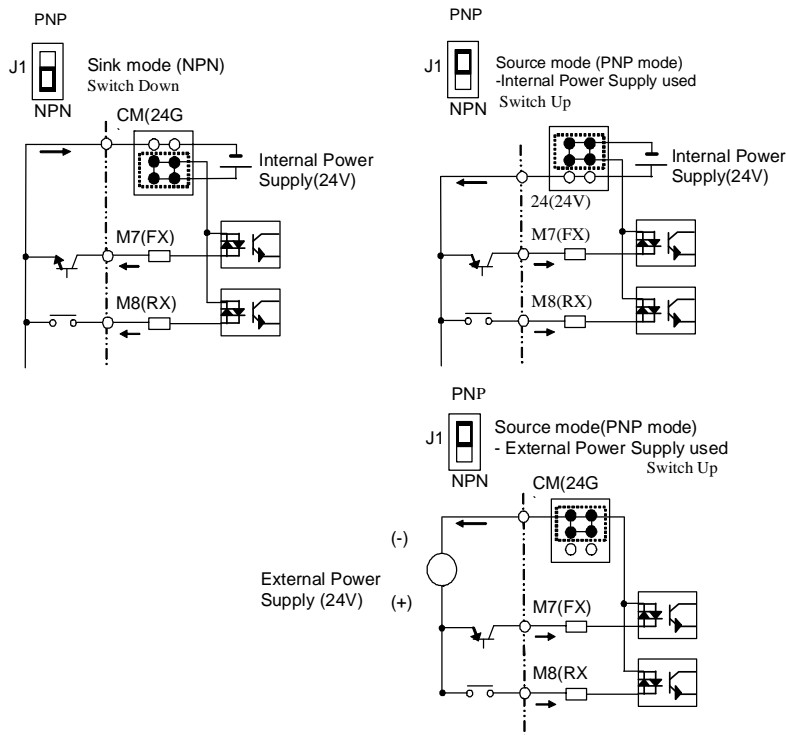 PNP
J1
Sink mode (NPN)
Switch Down
NPN
CM(24G
Internal Power
Supply(24V)
M7(FX)
M8(RX)
PNP
J1
Source mode (PNP mode)
-Internal Power Supply used
Switch Up
NPN
Internal Power
Supply(24V)
24(24V)
M7(FX)
M8(RX)
PNP
J1
Source mode(PNP mode)
- External Power Supply used
Switch Up
NPN
CM(24G
(-)
External Power
Supply (24V)
(+)
M7(FX)
M8(RX